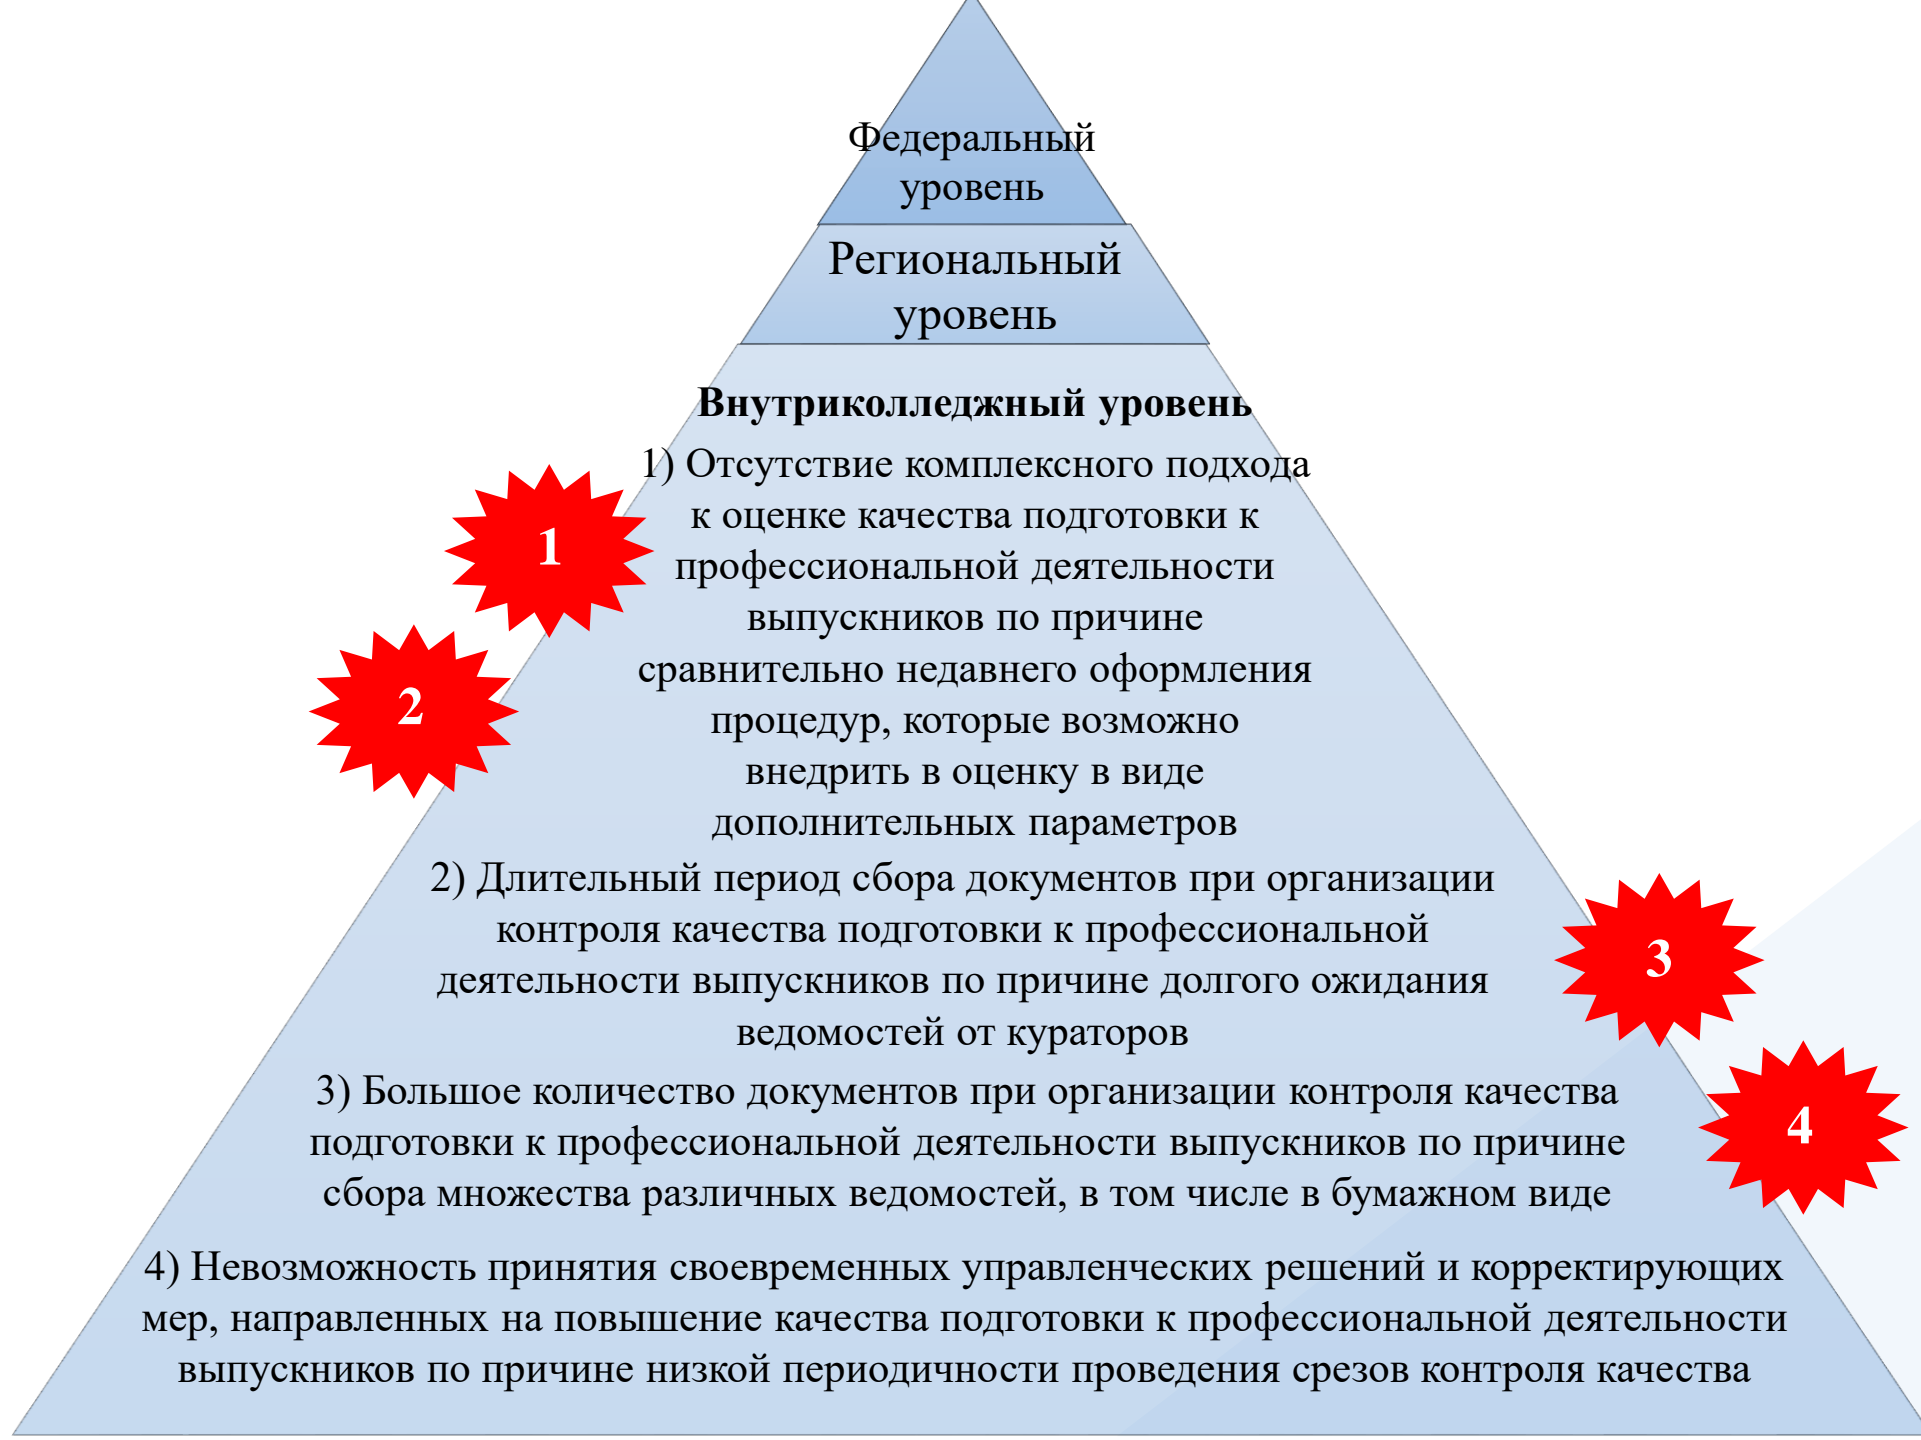 Федеральный
уровень
Региональный
уровень
Внутриколледжный уровень
1) Отсутствие комплексного подхода
к оценке качества подготовки к
профессиональной деятельности
выпускников по причине
сравнительно недавнего оформления
процедур, которые возможно
внедрить в оценку в виде
дополнительных параметров
2) Длительный период сбора документов при организации
контроля качества подготовки к профессиональной
деятельности выпускников по причине долгого ожидания
ведомостей от кураторов
3) Большое количество документов при организации контроля качества
подготовки к профессиональной деятельности выпускников по причине
сбора множества различных ведомостей, в том числе в бумажном виде
4) Невозможность принятия своевременных управленческих решений и корректирующих
мер, направленных на повышение качества подготовки к профессиональной деятельности
выпускников по причине низкой периодичности проведения срезов контроля качества
1
2
3
4